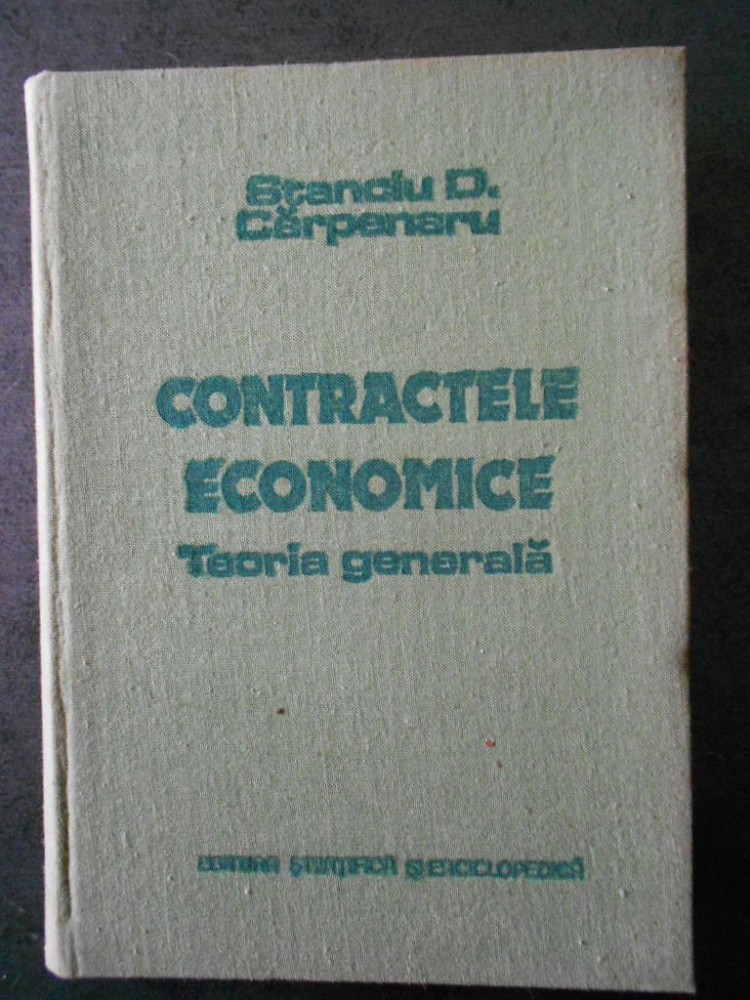 Stanciu D.
Cărpenaru
CONTRACTELE
ECONOMICE
Teoria generală
EDITURA ŞTIINŢIFICĂ ŞI ENCICLOPEDICĂ